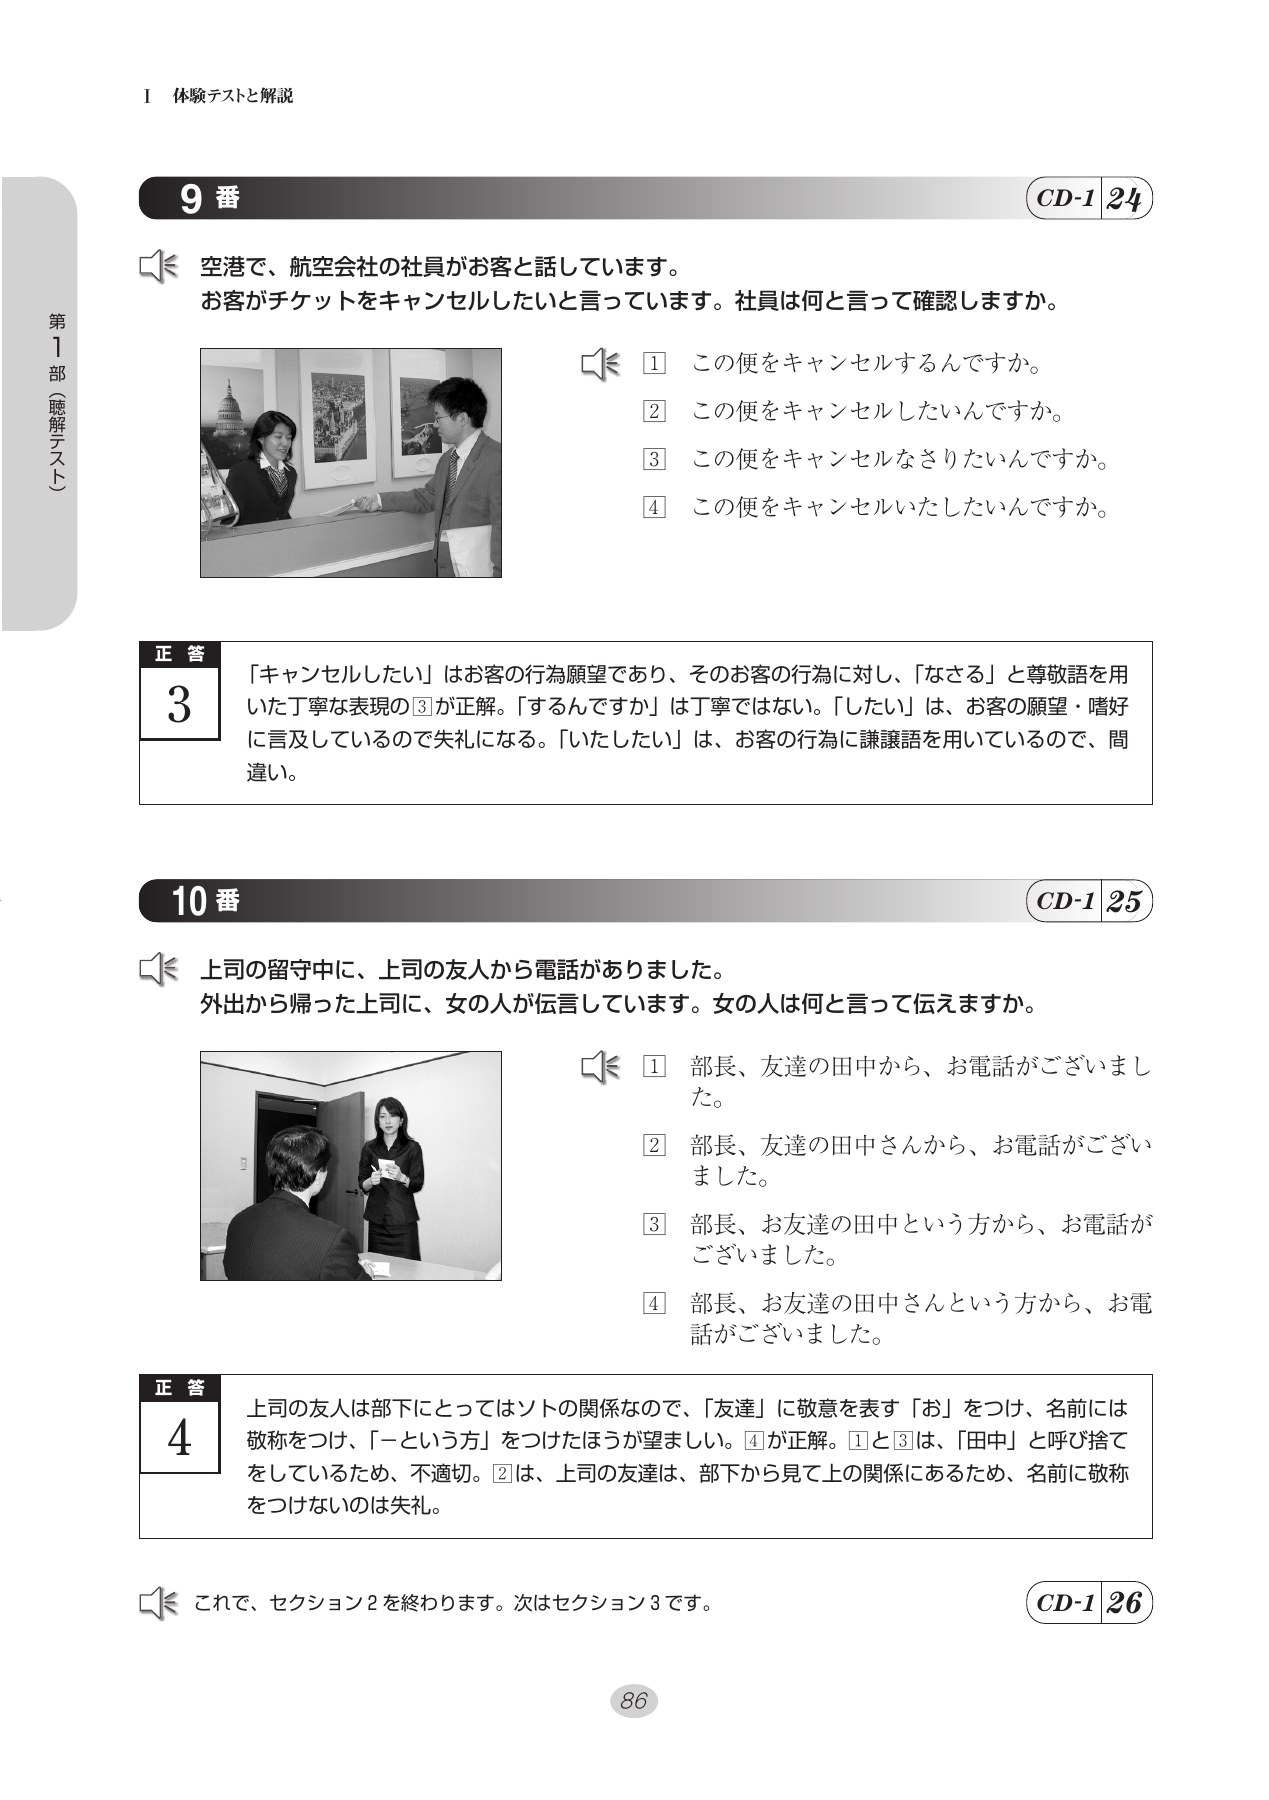 I 体験テストと解説
9 番
CD-1 24
空港で、航空会社の社員がお客と話しています。
お客がチケットをキャンセルしたいと言っています。社員は何と言って確認しますか。
1 この便をキャンセルするんですか。
2 この便をキャンセルしたいんですか。
3 この便をキャンセルなさりたいんですか。
4 この便をキャンセルいたしたいんですか。
第1部（聴解テスト）
正答
3
「キャンセルしたい」はお客の行為願望であり、そのお客の行為に対し、「なさる」と尊敬語を用
いた丁寧な表現の3が正解。「するんですか」は丁寧ではない。「したい」は、お客の願望・嗜好
に言及しているので失礼になる。「いたしたい」は、お客の行為に謙譲語を用いているので、間
違い。
10 番
CD-1 25
上司の留守中に、上司の友人から電話がありました。
外出から帰った上司に、女の人が伝言しています。女の人は何と言って伝えますか。
1 部長、友達の田中から、お電話がございまし
た。
2 部長、友達の田中さんから、お電話がござい
ました。
3 部長、お友達の田中という方から、お電話が
ございました。
4 部長、お友達の田中さんという方から、お電
話がございました。
正答
4
上司の友人は部下にとってはソトの関係なので、「友達」に敬意を表す「お」をつけ、名前には
敬称をつけ、「－という方」をつけたほうが望ましい。4が正解。1と3は、「田中」と呼び捨て
をしているため、不適切。2は、上司の友達は、部下から見て上の関係にあるため、名前に敬称
をつけないのは失礼。
これで、セクション2を終わります。次はセクション3です。
CD-1 26
86